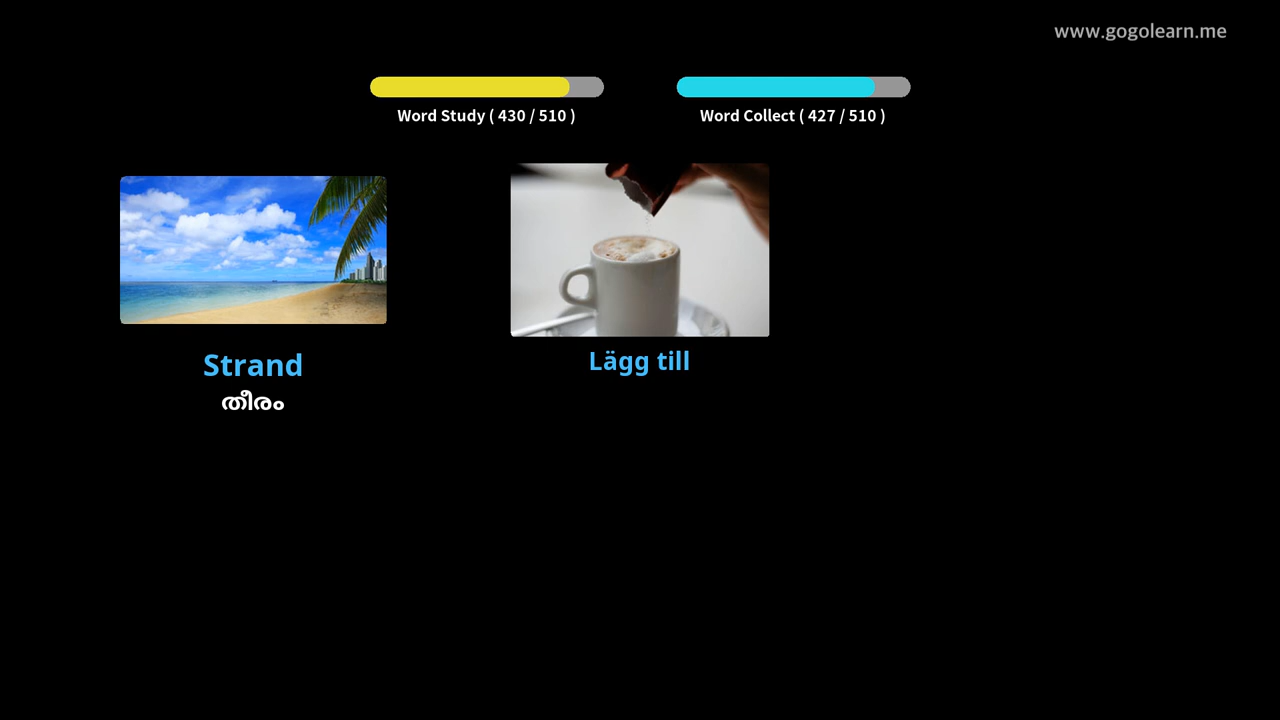 www.gogolearn.me
Word Study ( 430 / 510 )
Word Collect ( 427 / 510 )
Strand
തീരം
Lägg till